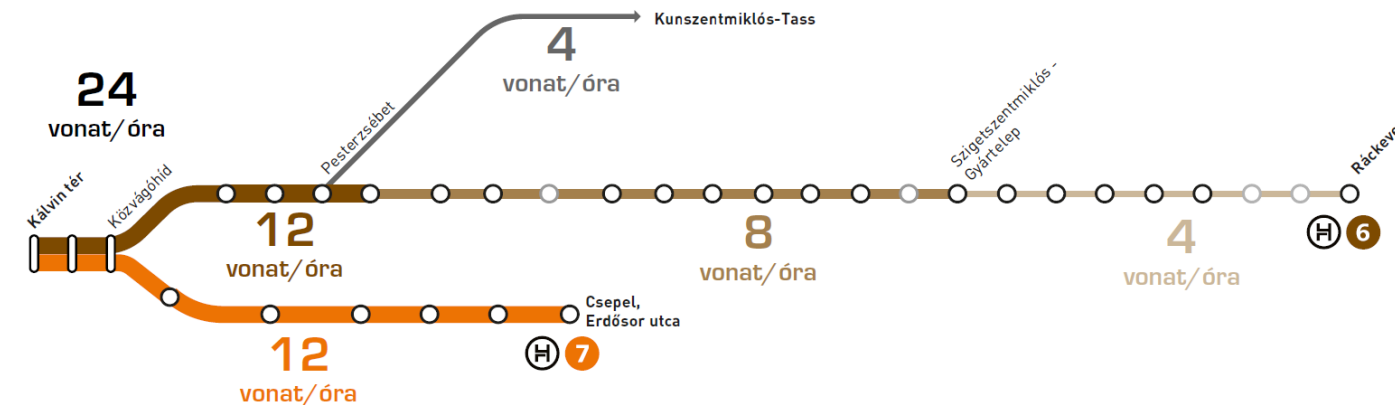 Kunszentmiklós-Tass
4
vonat/óra
24
vonat/óra
Kálvin tér
Közvágóhíd
Pesterzsébet
Szigetszentmiklós -
Gyártelep
12
vonat/óra
8
vonat/óra
4
vonat/óra
H 6
Csepel,
Erdősor utca
12
vonat/óra
H 7